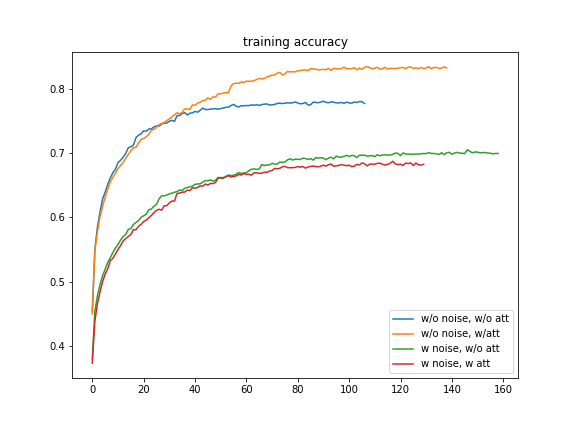 training accuracy
0.8
0.7
0.6
0.5
0.4
0 20 40 60 80 100 120 140 160
w/o noise, w/o att
w/o noise, w/att
w noise, w/o att
w noise, w att